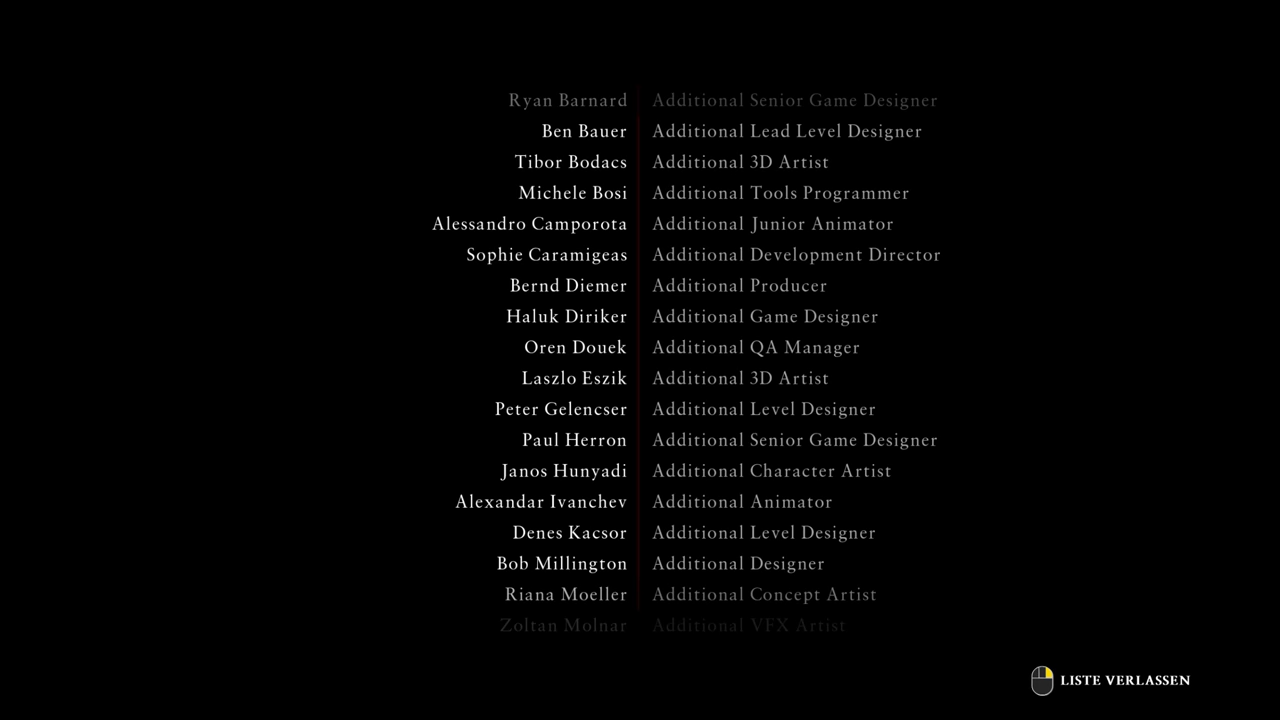 Ryan Barnard Additional Senior Game Designer
Ben Bauer Additional Lead Level Designer
Tibor Bodacs Additional 3D Artist
Michele Bosi Additional Tools Programmer
Alessandro Camporota Additional Junior Animator
Sophie Caramigeas Additional Development Director
Bernd Diemer Additional Producer
Haluk Diriker Additional Game Designer
Oren Douek Additional QA Manager
Laszlo Eszik Additional 3D Artist
Peter Gelencser Additional Level Designer
Paul Herron Additional Senior Game Designer
Janos Hunyadi Additional Character Artist
Alexandar Ivanchev Additional Animator
Denes Kacsor Additional Level Designer
Bob Millington Additional Designer
Riana Moeller Additional Concept Artist
Zoltan Molnar Additional VFX Artist
LISTE VERLASSEN